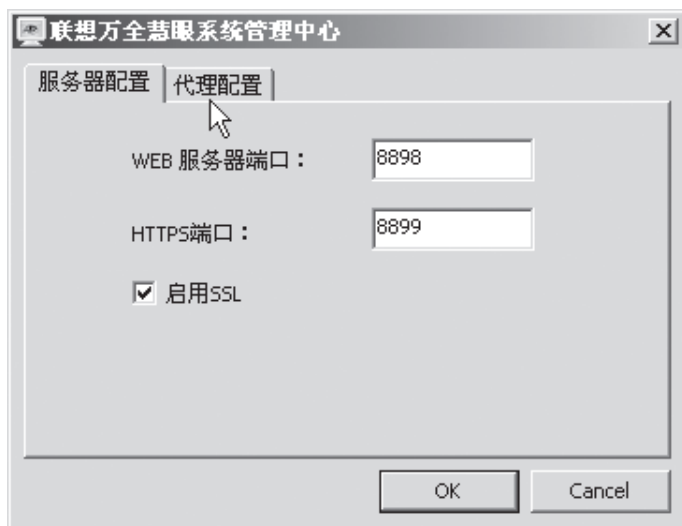 联想万全慧眼系统管理中心
服务器配置 代理配置
WEB 服务器端口： 8898
HTTPS端口： 8899
启用SSL
OK Cancel